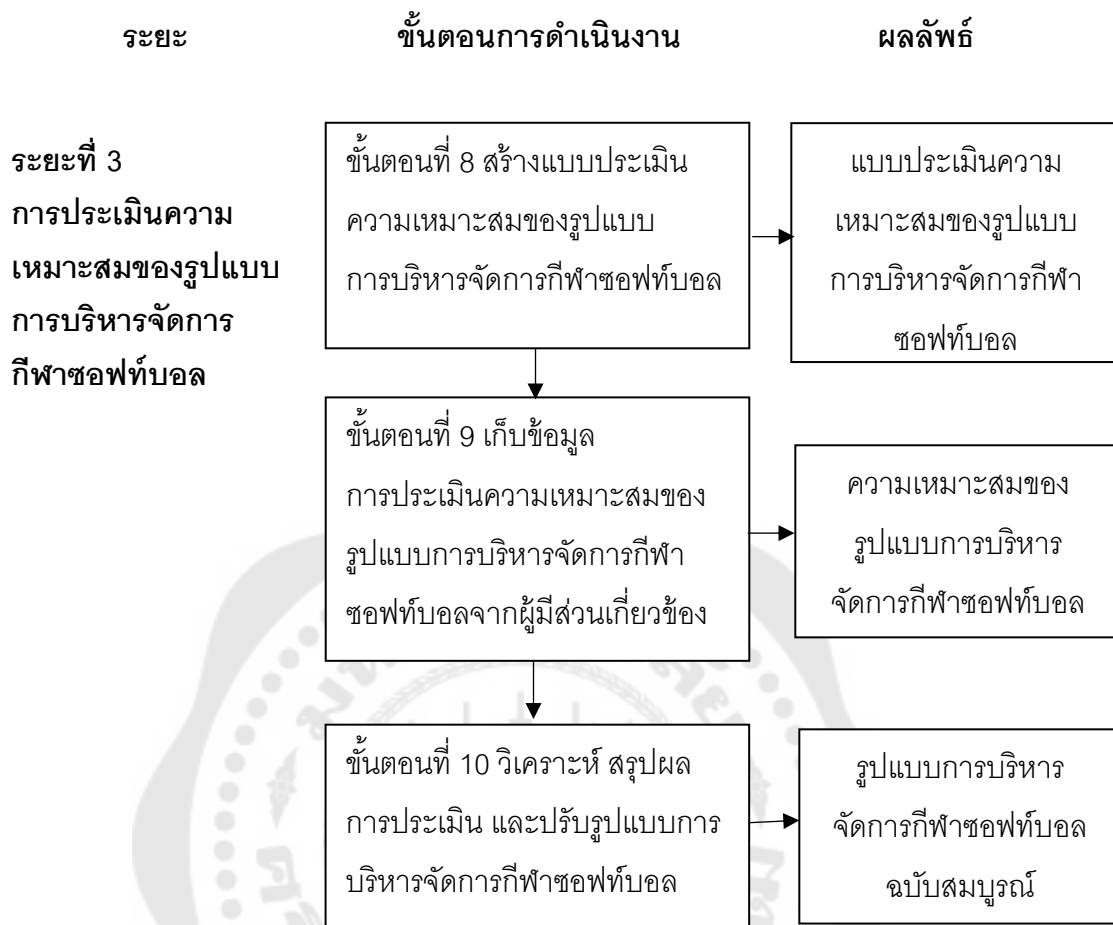 ระยะ ขั้นตอนการดำเนินงาน ผลลัพธ์
ระยะที่ 3
การประเมินความ
เหมาะสมของรูปแบบ
การบริหารจัดการ
กีฬาซอฟท์บอล
ขั้นตอนที่ 8 สร้างแบบประเมิน
ความเหมาะสมของรูปแบบ
การบริหารจัดการกีฬาซอฟท์บอล
แบบประเมินความ
เหมาะสมของรูปแบบ
การบริหารจัดการกีฬา
ซอฟท์บอล
ขั้นตอนที่ 9 เก็บข้อมูล
การประเมินความเหมาะสมของ
รูปแบบการบริหารจัดการกีฬา
ซอฟท์บอลจากผู้มีส่วนเกี่ยวข้อง
ความเหมาะสมของ
รูปแบบการบริหาร
จัดการกีฬาซอฟท์บอล
ขั้นตอนที่ 10 วิเคราะห์ สรุปผล
การประเมิน และปรับรูปแบบการ
บริหารจัดการกีฬาซอฟท์บอล
รูปแบบการบริหาร
จัดการกีฬาซอฟท์บอล
ฉบับสมบูรณ์